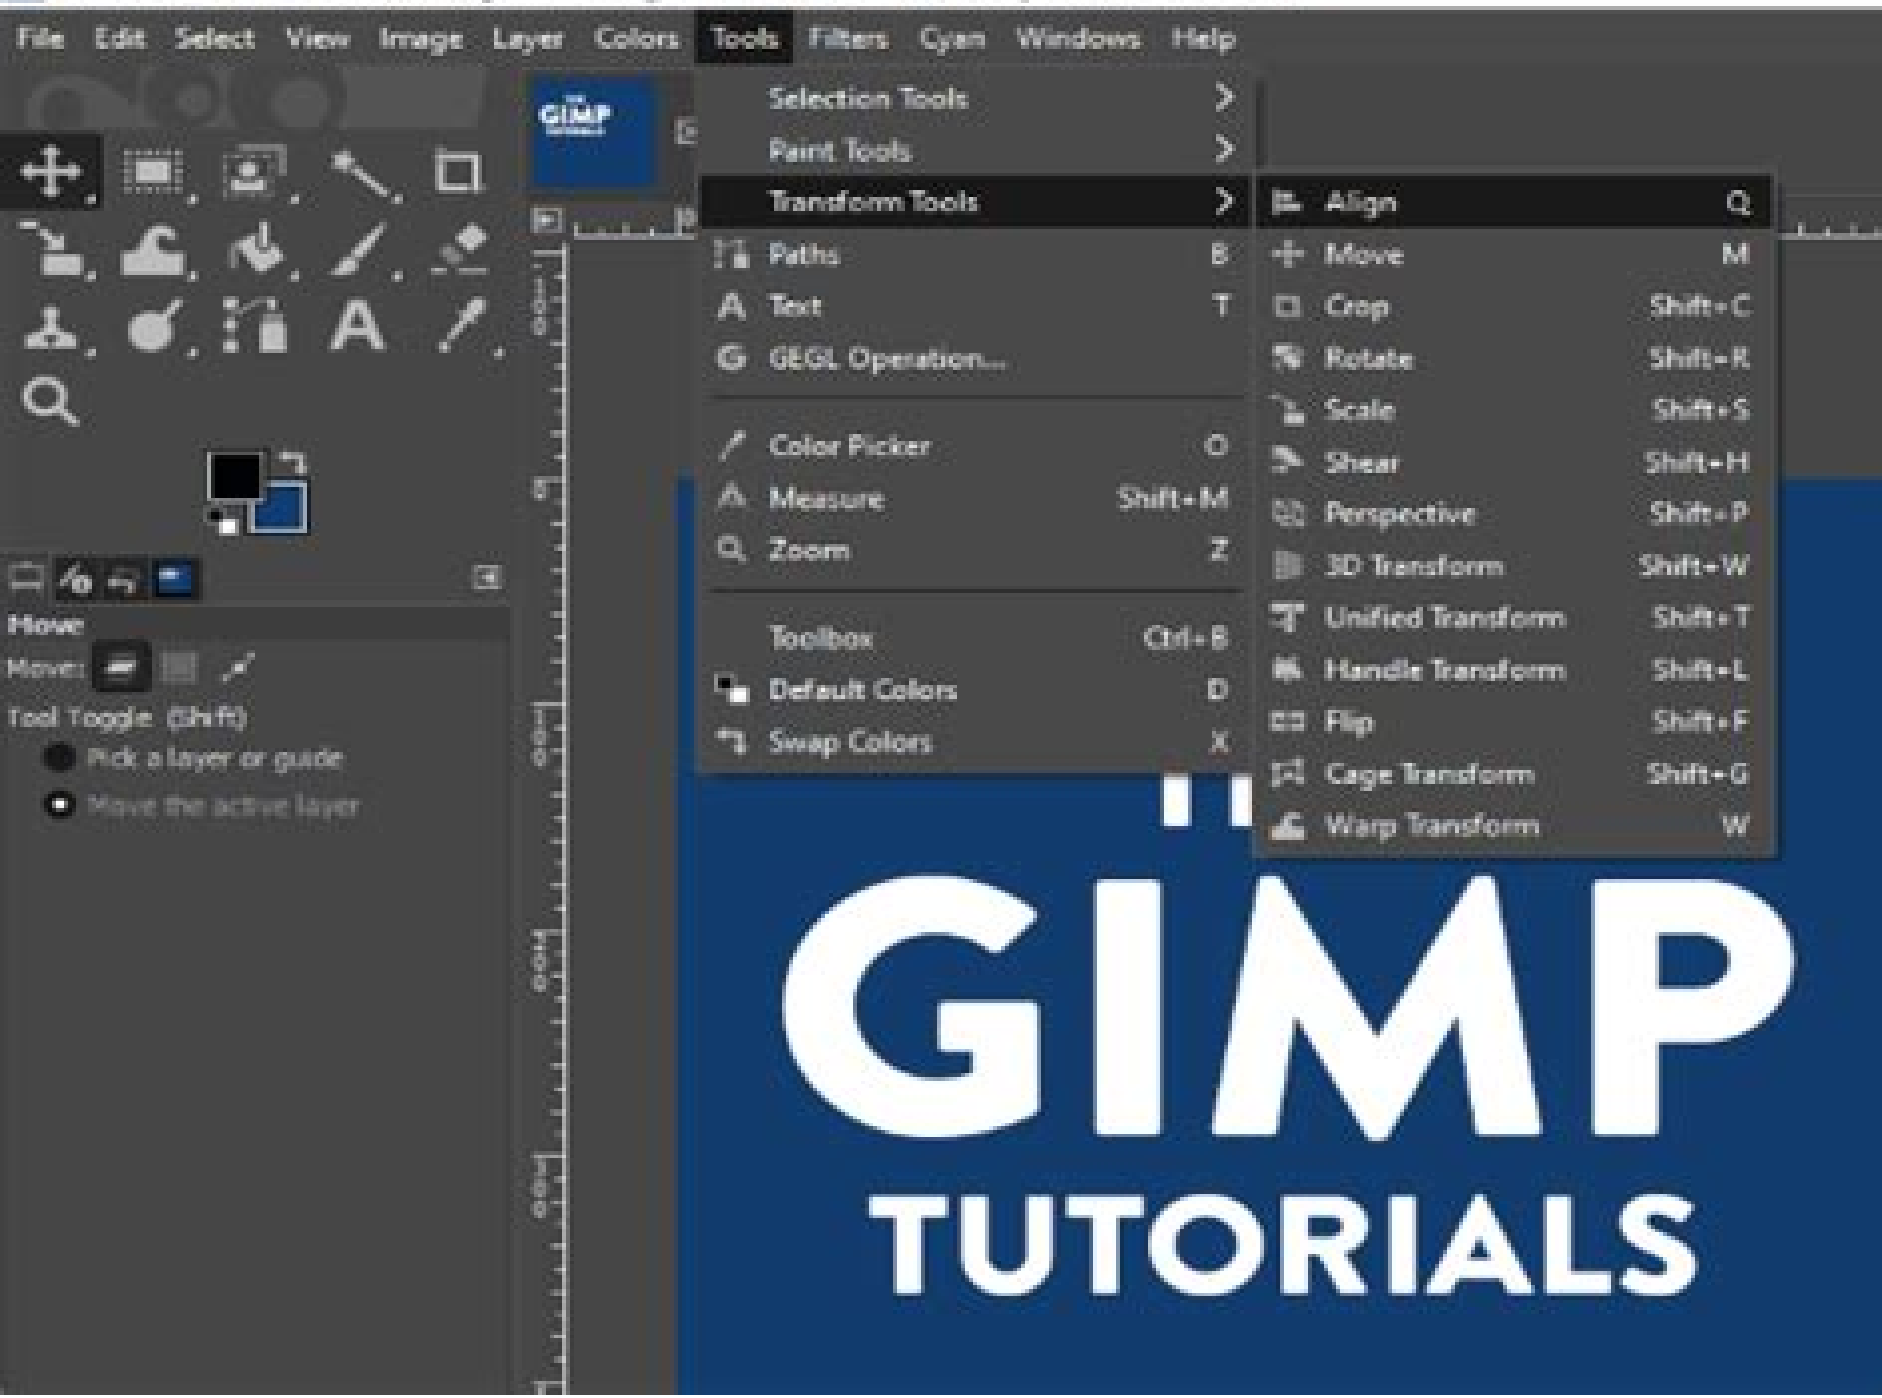 File Edit Select View Image Layer Colors Tools Filters Cyan Windows Help
GIMP
TUTORIALS
Selection Tools
Paint Tools
Transform Tools
Paths B
Text T
GEGL Operation...
Color Picker O
Measure Shift+M
Zoom Z
Toolbox Ctrl+B
Default Colors D
Swap Colors X
Align Q
Move M
Crop Shift+C
Rotate Shift+R
Scale Shift+S
Shear Shift+H
Perspective Shift+P
3D Transform Shift+W
Unified Transform Shift+T
Handle Transform Shift+L
Flip Shift+F
Cage Transform Shift+G
Warp Transform W
Move
Move:
Tool Toggle (Shift)
Pick a layer or guide
Move the active layer
GIMP
TUTORIALS